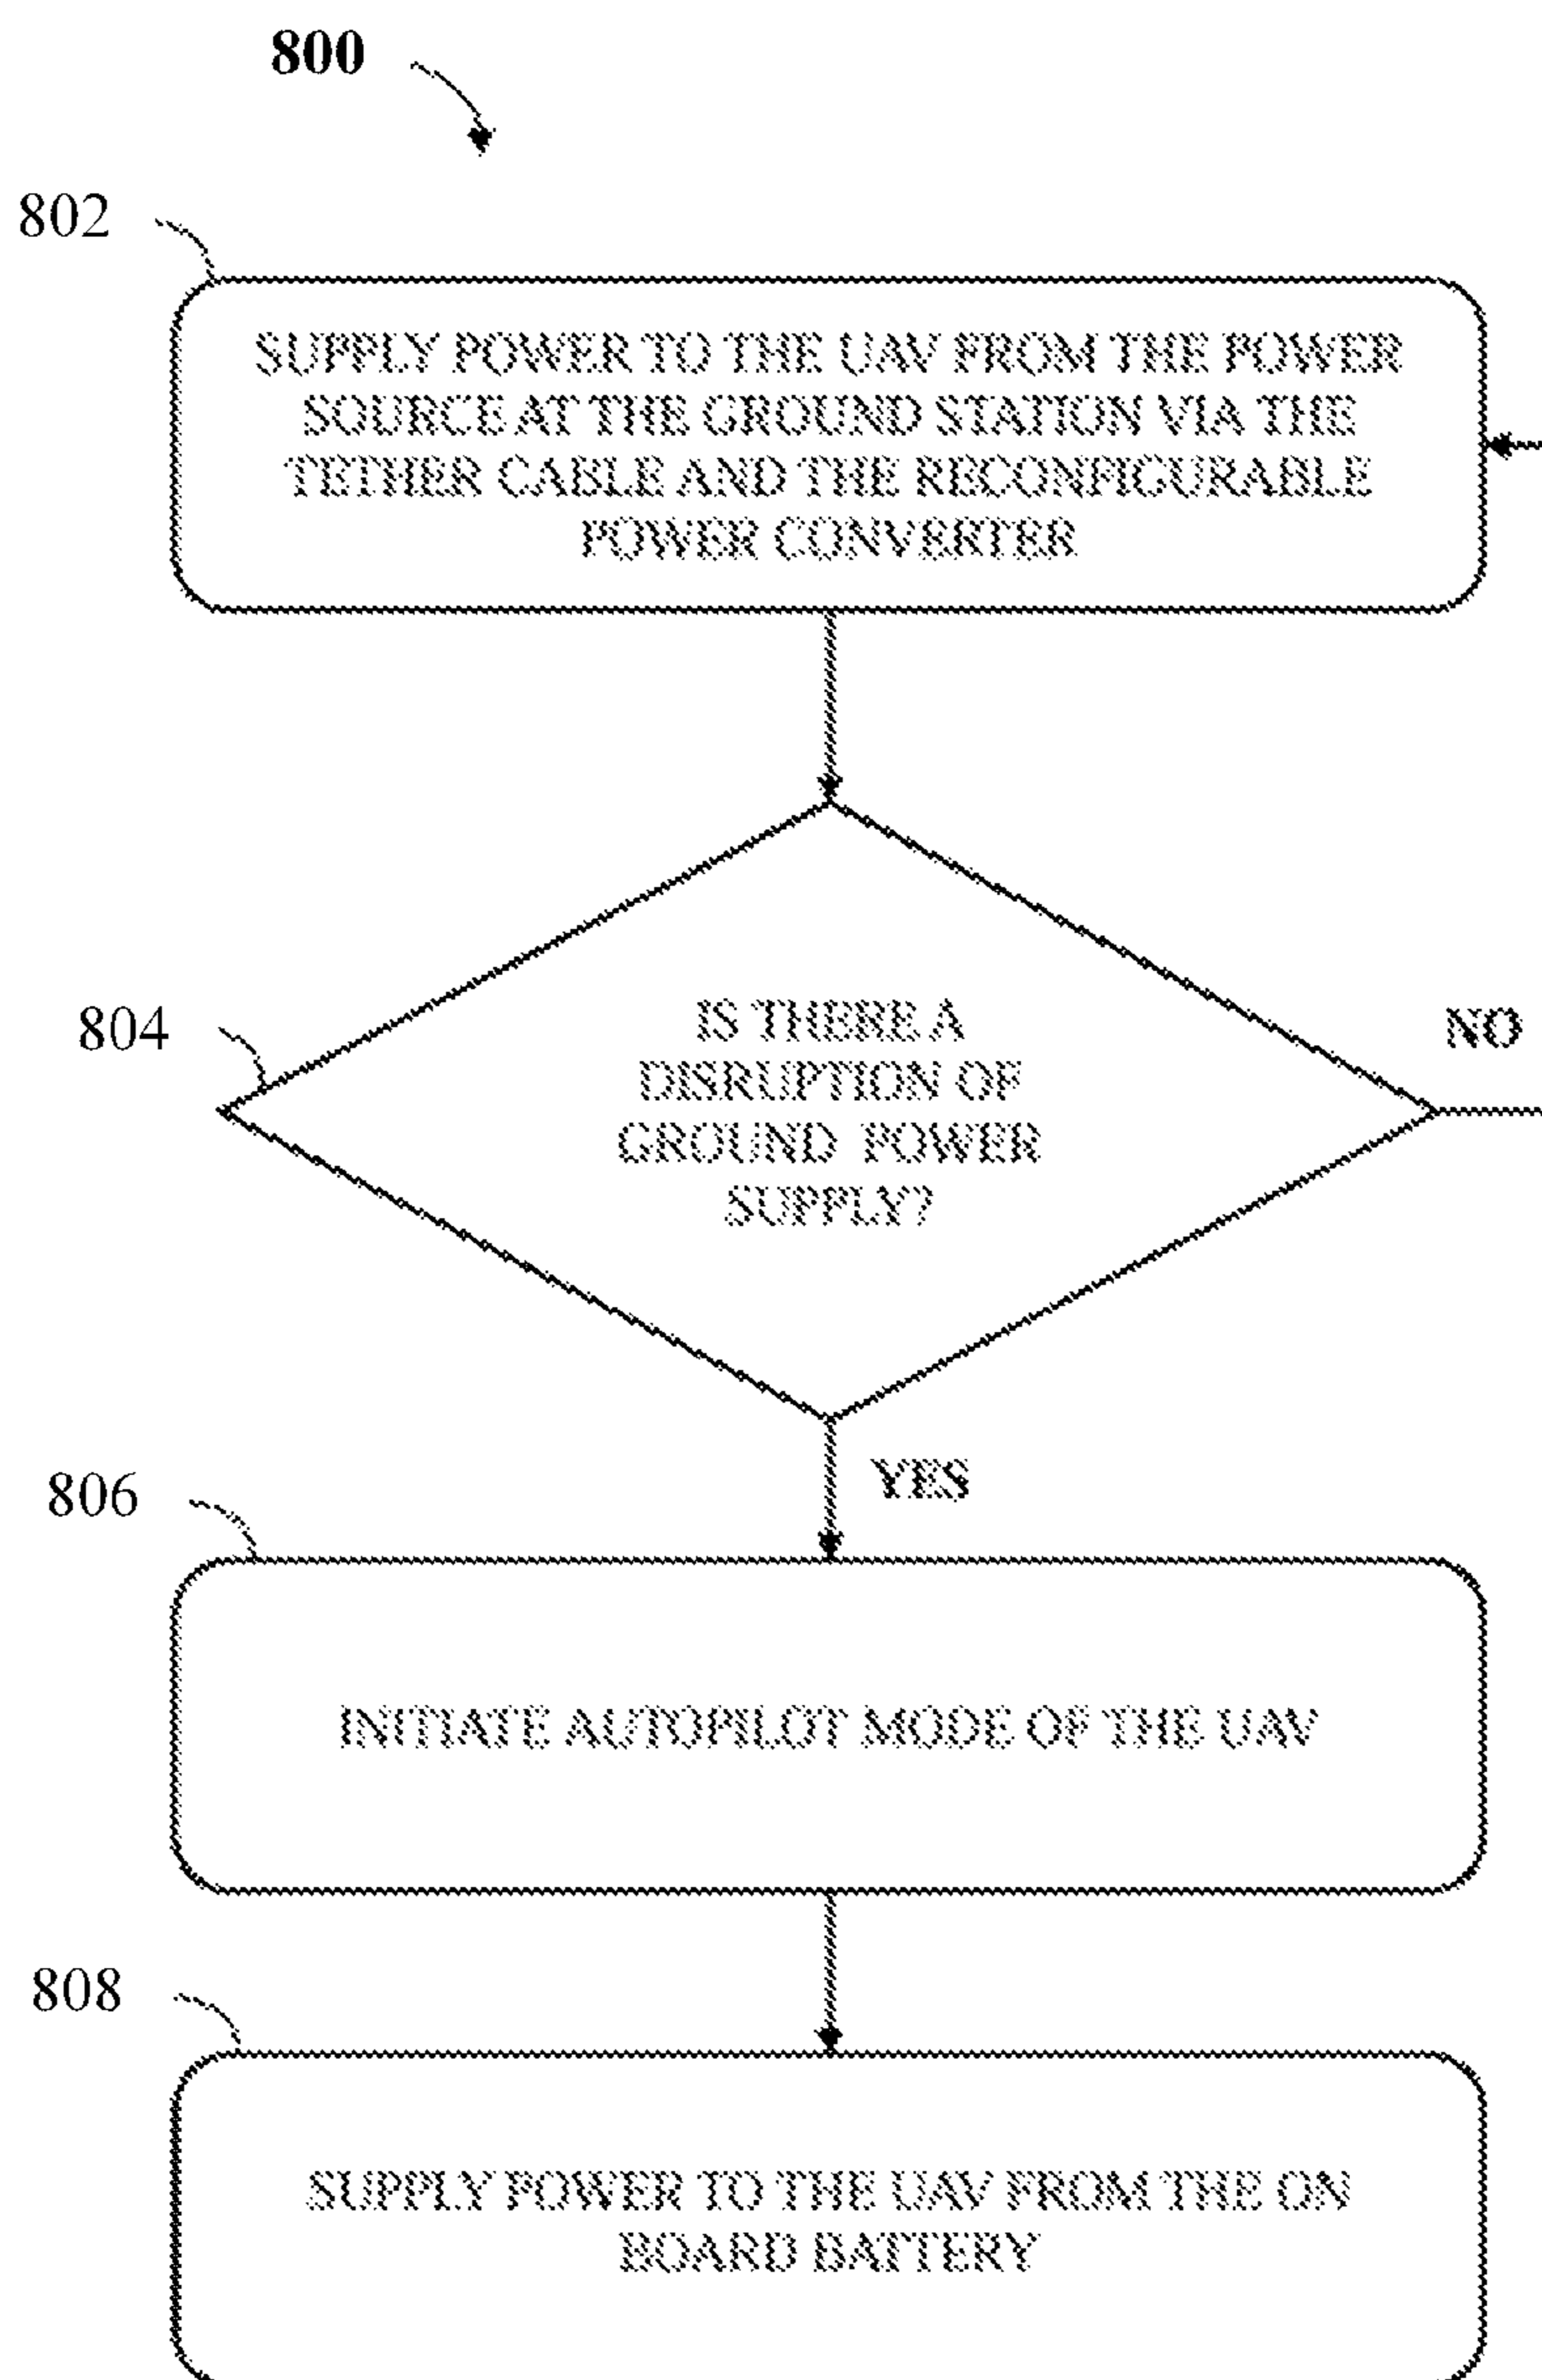 800
802
SUPPLY POWER TO THE UAV FROM THE POWER
SOURCE AT THE GROUND STATION VIA THE
TETHER CABLE AND THE RECONFIGURABLE
POWER CONVERTER
804
IS THERE A
DISRUPTION OF
GROUND POWER
SUPPLY?
NO
YES
806
INITIATE AUTOPILOT MODE OF THE UAV
808
SUPPLY POWER TO THE UAV FROM THE ON
BOARD BATTERY